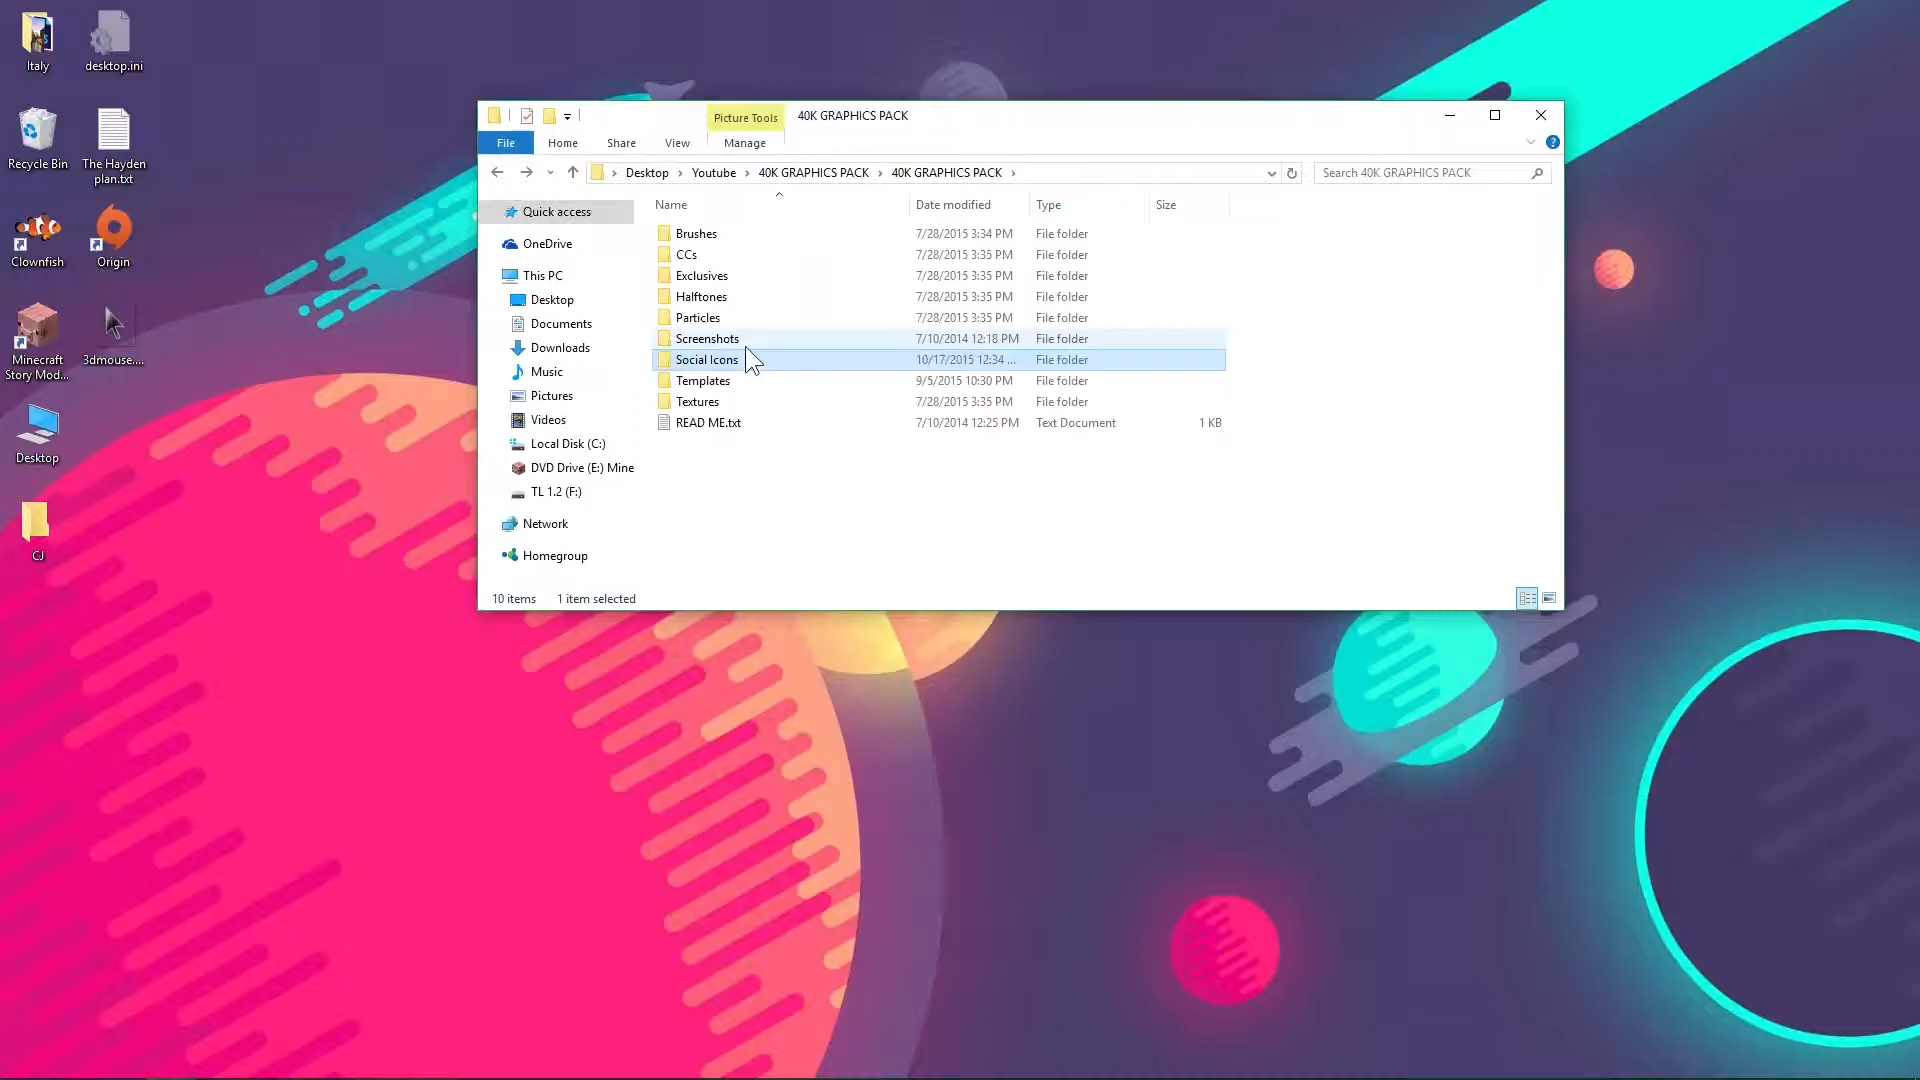 Italy
desktop.ini
Recycle Bin
The Hayden
plan.txt
Clownfish
Origin
Minecraft
Story Mod...
3dmouse....
Desktop
CJ
Picture Tools
40K GRAPHICS PACK
File
Home
Share
View
Manage
Desktop
Youtube
40K GRAPHICS PACK
40K GRAPHICS PACK
Search 40K GRAPHICS PACK
Name
Date modified
Type
Size
Quick access
OneDrive
This PC
Desktop
Documents
Downloads
Music
Pictures
Videos
Local Disk (C:)
DVD Drive (E:) Mine
TL 1.2 (F:)
Network
Homegroup
Brushes 7/28/2015 3:34 PM File folder
CCs 7/28/2015 3:35 PM File folder
Exclusives 7/28/2015 3:35 PM File folder
Halftones 7/28/2015 3:35 PM File folder
Particles 7/28/2015 3:35 PM File folder
Screenshots 7/10/2014 12:18 PM File folder
Social Icons 10/17/2015 12:34 ... File folder
Templates 9/5/2015 10:30 PM File folder
Textures 7/28/2015 3:35 PM File folder
READ ME.txt 7/10/2014 12:25 PM Text Document 1 KB
10 items 1 item selected